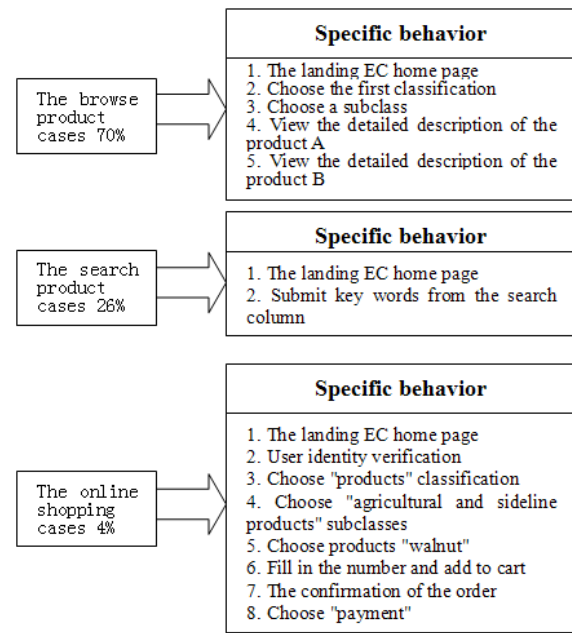 The browse
product
cases 70%
Specific behavior
1. The landing EC home page
2. Choose the first classification
3. Choose a subclass
4. View the detailed description of the
product A
5. View the detailed description of the
product B
The search
product
cases 26%
Specific behavior
1. The landing EC home page
2. Submit key words from the search
column
The online
shopping
cases 4%
Specific behavior
1. The landing EC home page
2. User identity verification
3. Choose "products" classification
4. Choose "agricultural and sideline
products" subclasses
5. Choose products "walnut"
6. Fill in the number and add to cart
7. The confirmation of the order
8. Choose "payment"